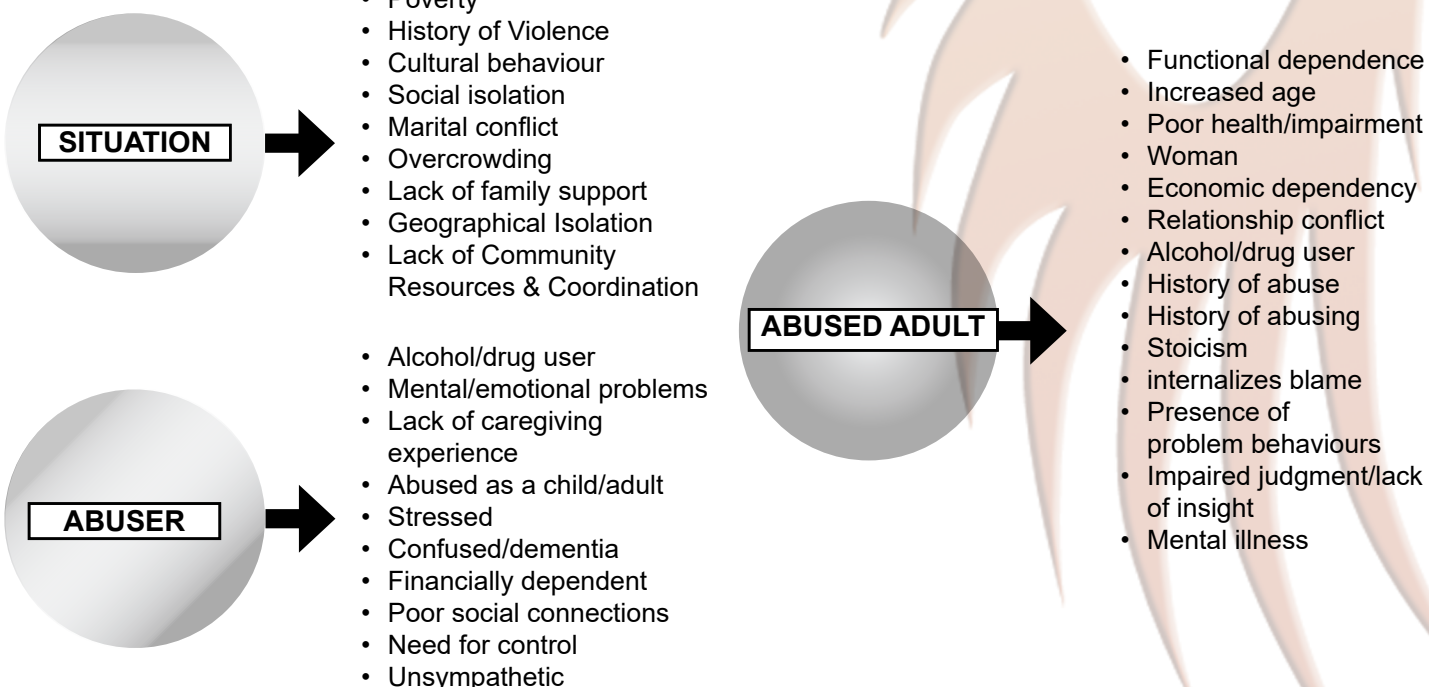 SITUATION
• Poverty
• History of Violence
• Cultural behaviour
• Social isolation
• Marital conflict
• Overcrowding
• Lack of family support
• Geographical Isolation
• Lack of Community
Resources & Coordination
ABUSER
• Alcohol/drug user
• Mental/emotional problems
• Lack of caregiving
experience
• Abused as a child/adult
• Stressed
• Confused/dementia
• Financially dependent
• Poor social connections
• Need for control
• Unsympathetic
ABUSED ADULT
• Functional dependence
• Increased age
• Poor health/impairment
• Woman
• Economic dependency
• Relationship conflict
• Alcohol/drug user
• History of abuse
• History of abusing
• Stoicism
• internalizes blame
• Presence of
problem behaviours
• Impaired judgment/lack
of insight
• Mental illness